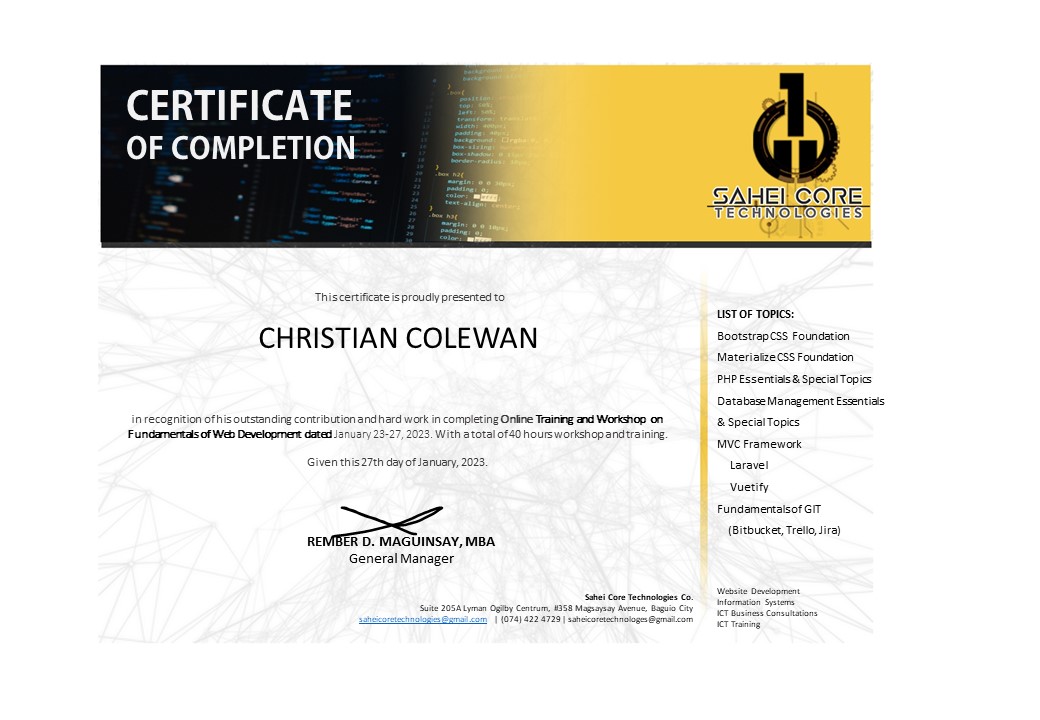 CERTIFICATE
OF COMPLETION
SAHEI CORE
TECHNOLOGIES
This certificate is proudly presented to
CHRISTIAN COLEWAN
in recognition of his outstanding contribution and hard work in completing Online Training and Workshop on
Fundamentals of Web Development dated January 23-27, 2023. With a total of 40 hours workshop and training.
Given this 27th day of January, 2023.
REMBER D. MAGUINSAY, MBA
General Manager
Sahei Core Technologies Co.
Suite 205A Lyman Ogilby Centrum, #358 Magsaysay Avenue, Baguio City
saheicoretechnologies@gmail.com | (074) 422 4729 | saheicoretechnologes@gmail.com
LIST OF TOPICS:
Bootstrap CSS Foundation
Materialize CSS Foundation
PHP Essentials & Special Topics
Database Management Essentials
& Special Topics
MVC Framework
Laravel
Vuetify
Fundamentals of GIT
(Bitbucket, Trello, Jira)
Website Development
Information Systems
ICT Business Consultations
ICT Training